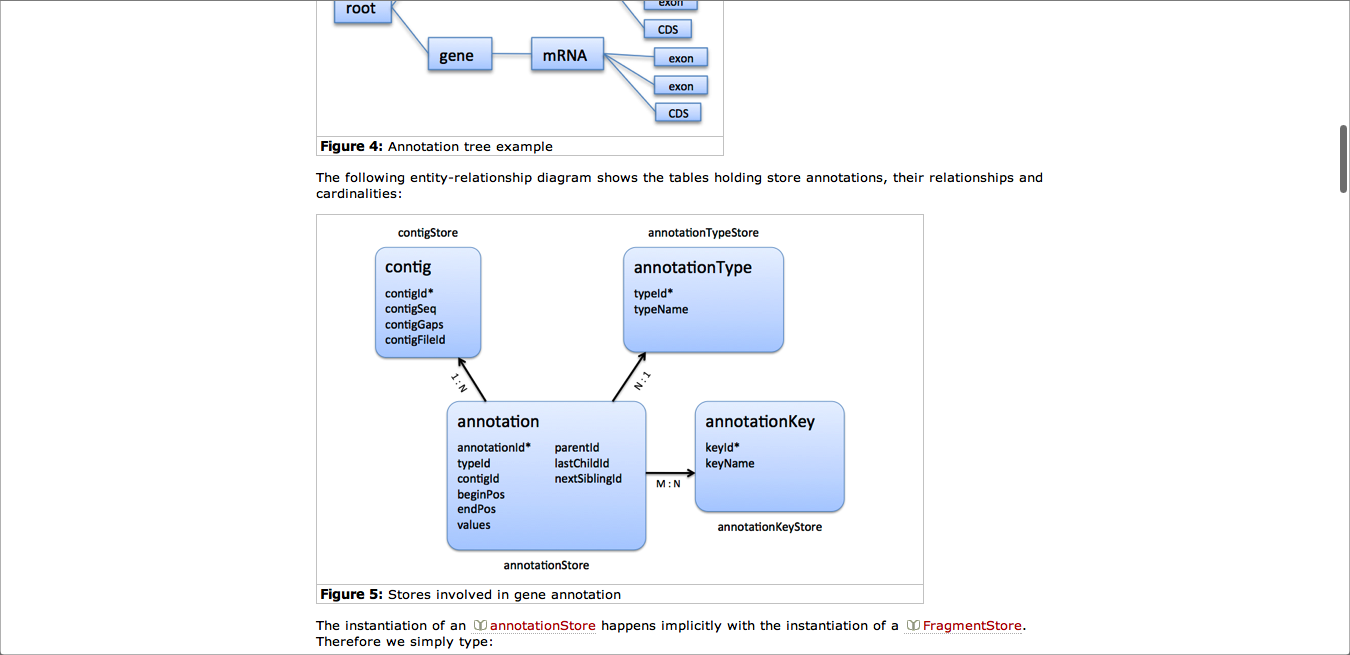 root
exon
CDS
gene
mRNA
exon
exon
CDS
Figure 4: Annotation tree example
The following entity-relationship diagram shows the tables holding store annotations, their relationships and
cardinalities:
contigStore
contig
contigId*
contigSeq
contigGaps
contigFileId
annotationTypeStore
annotationType
typeId*
typeName
1:N
N:1
annotation
annotationId*
typeId
contigId
beginPos
endPos
values
parentId
lastChildId
nextSiblingId
annotationStore
M:N
annotationKey
keyId*
keyName
annotationKeyStore
Figure 5: Stores involved in gene annotation
The instantiation of an annotationStore happens implicitly with the instantiation of a FragmentStore.
Therefore we simply type: